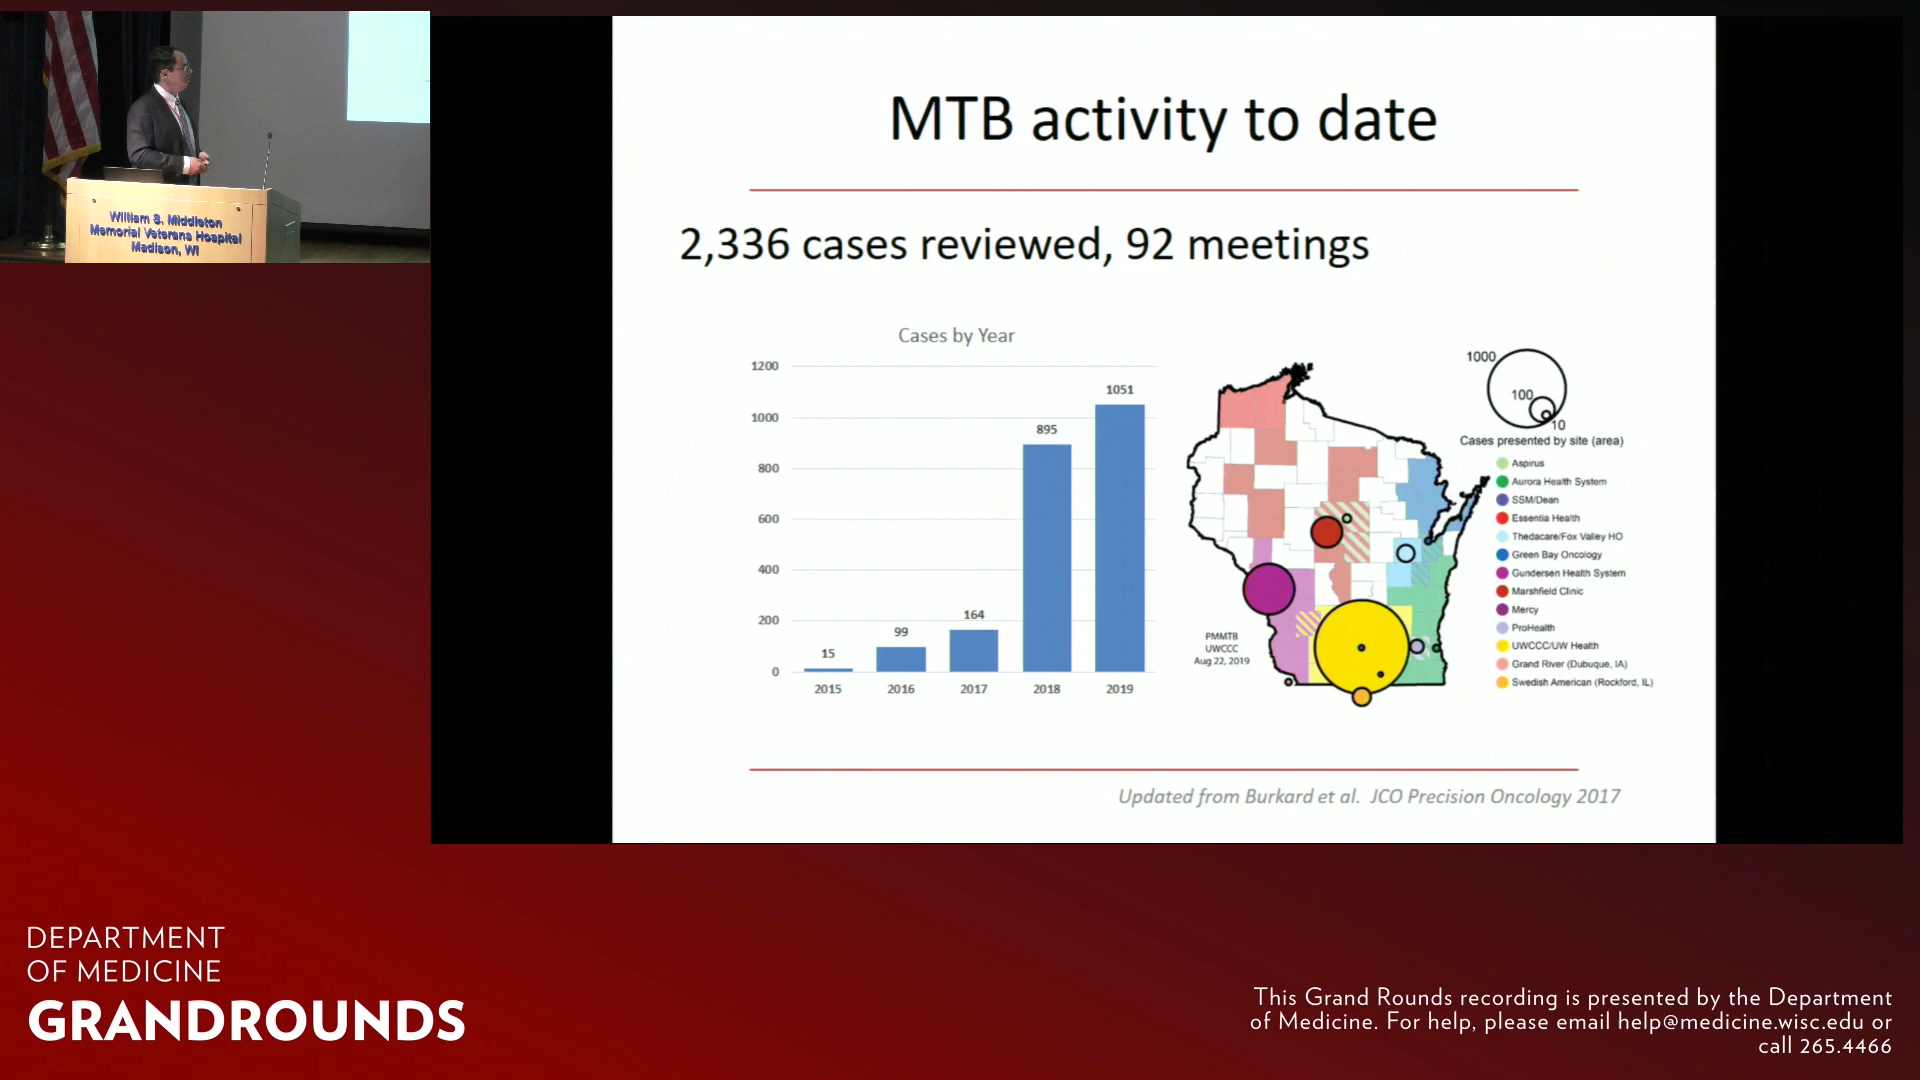 William S. Middleton
Memorial Veterans Hospital
Madison, WI
MTB activity to date
2,336 cases reviewed, 92 meetings
Cases by Year
1200
1000
800
600
400
200
0
15
99
164
895
1051
2015
2016
2017
2018
2019
PMMTB
UWCCC
Aug 22, 2019
1000
100
10
Cases presented by site (area)
Aspirus
Aurora Health System
SSM/Dean
Essentia Health
Thedacare/Fox Valley HO
Green Bay Oncology
Gundersen Health System
Marshfield Clinic
Mercy
ProHealth
UWCCC/UW Health
Grand River (Dubuque, IA)
Swedish American (Rockford, IL)
Updated from Burkard et al. JCO Precision Oncology 2017
DEPARTMENT
OF MEDICINE
GRANDROUNDS
This Grand Rounds recording is presented by the Department
of Medicine. For help, please email help@medicine.wisc.edu or
call 265.4466